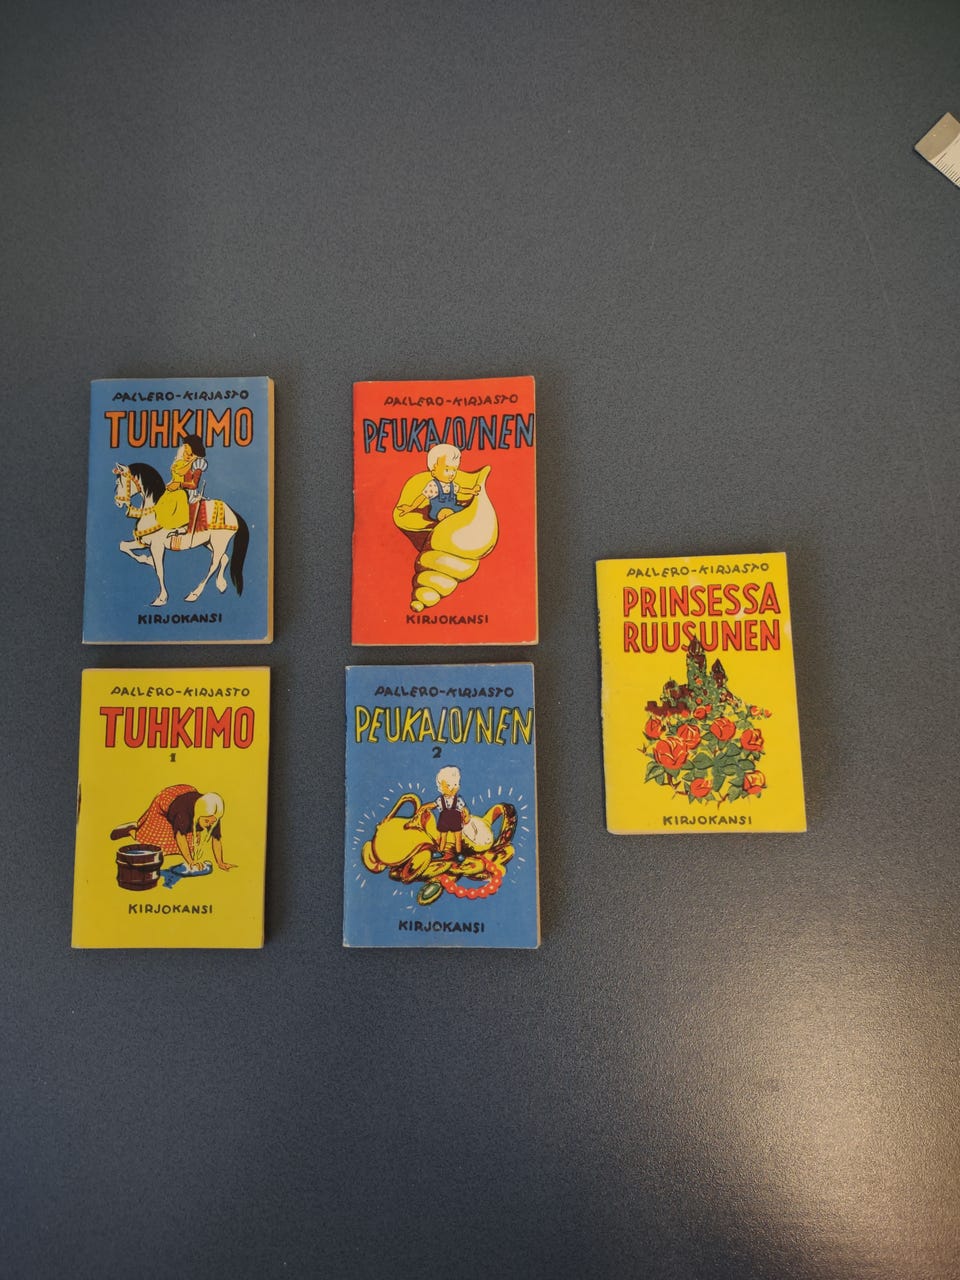 PALLERO-KIRJASTO
TUHKIMO
KIRJOKANSI
PALLERO-KIRJASTO
PEUKALOINEN
KIRJOKANSI
PALLERO-KIRJASTO
PRINSESSA
RUUSUNEN
KIRJOKANSI
PALLERO-KIRJASTO
TUHKIMO
1
KIRJOKANSI
PALLERO-KIRJASTO
PEUKALOINEN
2
KIRJOKANSI